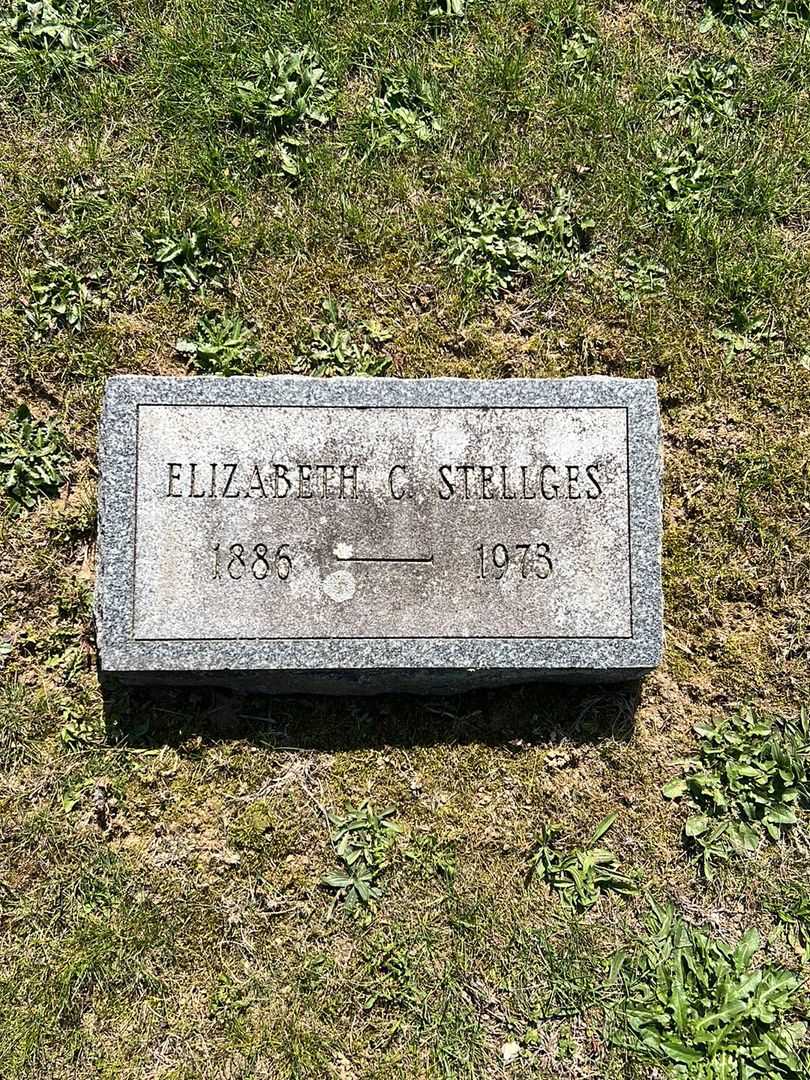 ELIZABETH C. STELLGES
1886 — 1973